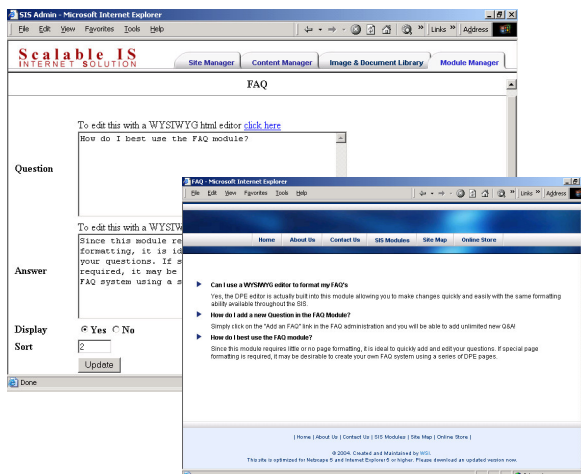 SIS Admin - Microsoft Internet Explorer
File Edit View Favorites Tools Help
Links » Address
Scalable IS
INTERNET SOLUTION
Site Manager Content Manager Image & Document Library Module Manager
FAQ
To edit this with a WYSIWYG html editor click here
Question
How do I best use the FAQ module?
To edit this with a WYSIW
Answer
Since this module re
formatting, it is id
your questions. If s
required, it may be
FAQ system using a s
Display Yes No
Sort 2
Update
Done
FAQ - Microsoft Internet Explorer
File Edit View Favorites Tools Help
Links » Address
Home About Us Contact Us SIS Modules Site Map Online Store
Can I use a WYSIWYG editor to format my FAQ's
Yes, the DPE editor is actually built into this module allowing you to make changes quickly and easily with the same formatting
ability available throughout the SIS.
How do I add a new Question in the FAQ Module?
Simply click on the "Add an FAQ" link in the FAQ administration and you will be able to add unlimited new Q&A!
How do I best use the FAQ module?
Since this module requires little or no page formatting, it is ideal to quickly add and edit your questions. If special page
formatting is required, it may be desirable to create your own FAQ system using a series of DPE pages.
| Home | About Us | Contact Us | SIS Modules | Site Map | Online Store |
© 2004. Created and Maintained by WSI.
This site is optimized for Netscape 6 and Internet Explorer 6 or higher. Please download an updated version now.